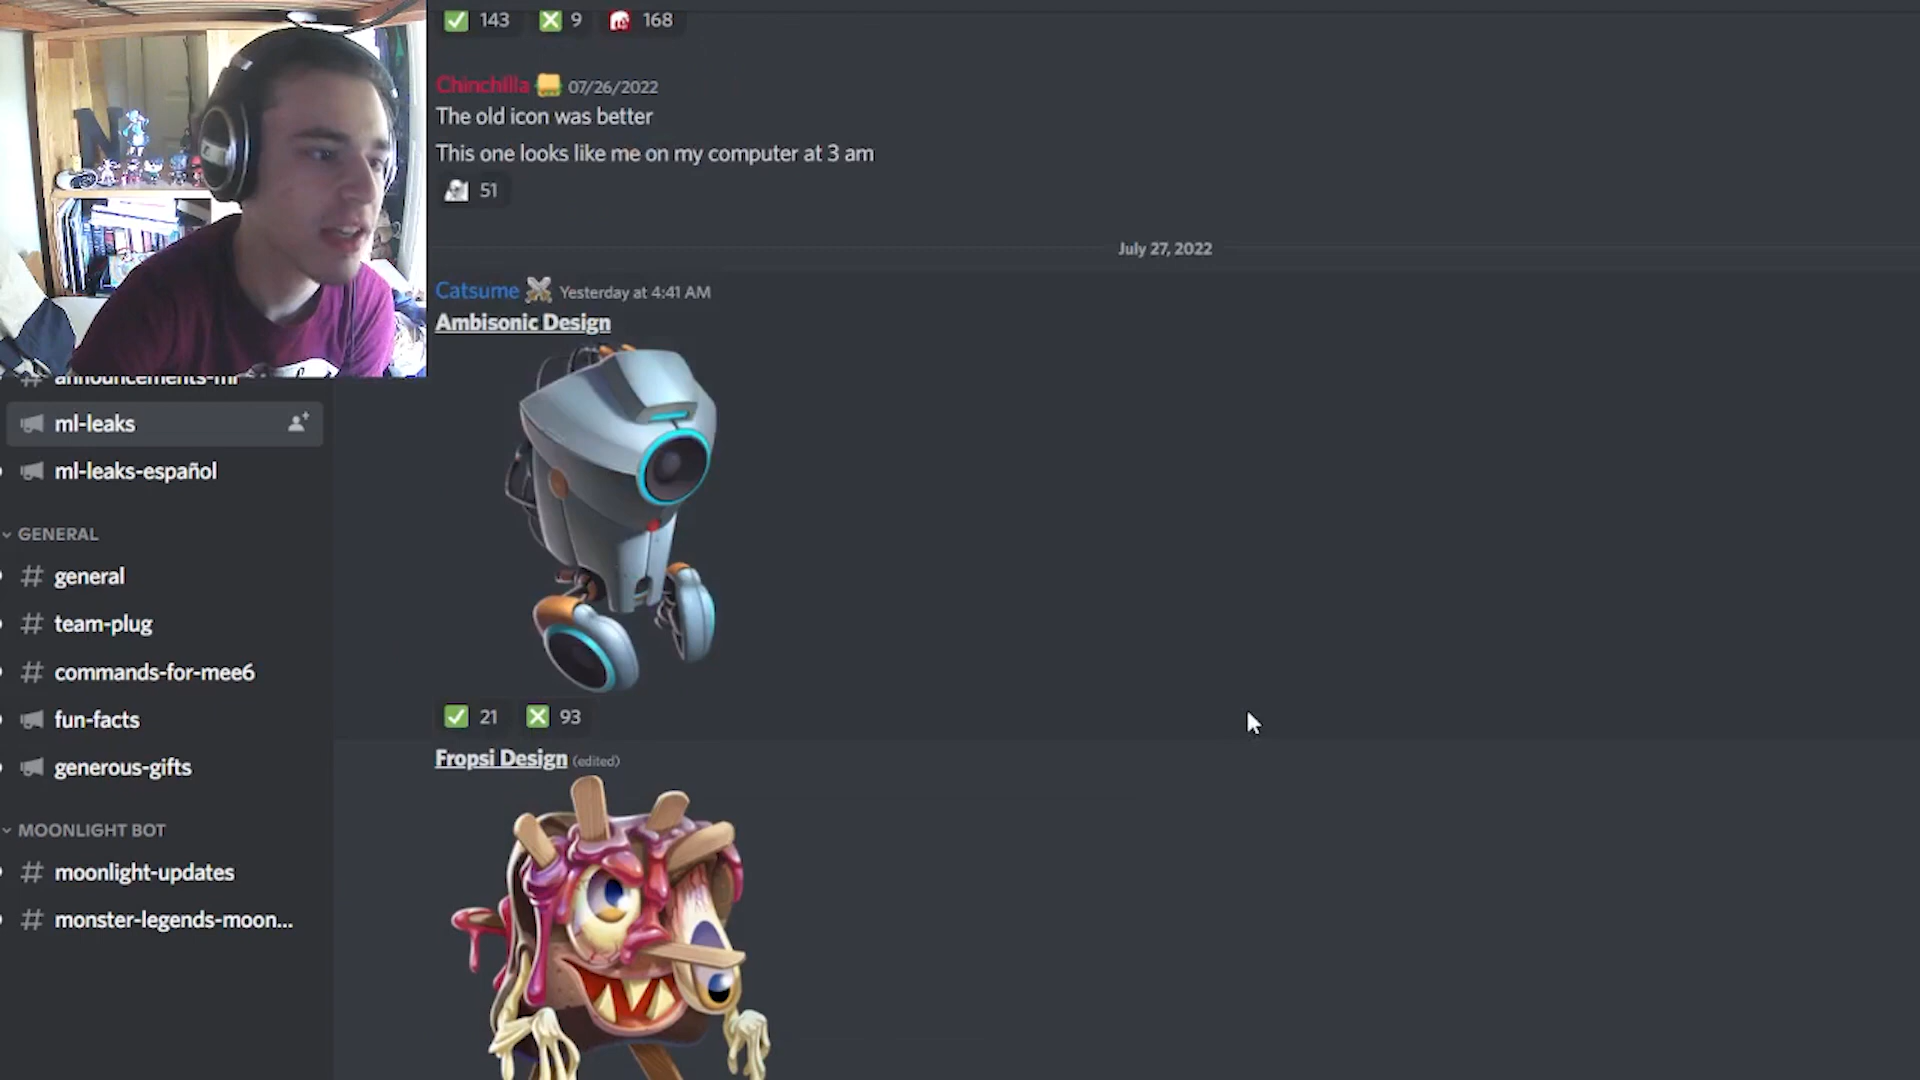 143 9 168
Chinchilla 07/26/2022
The old icon was better
This one looks like me on my computer at 3 am
51
July 27, 2022
Catsume Yesterday at 4:41 AM
Ambisonic Design
21 93
Fropsi Design (edited)
announcements-ml
ml-leaks
ml-leaks-español
GENERAL
# general
# team-plug
# commands-for-mee6
fun-facts
generous-gifts
MOONLIGHT BOT
# moonlight-updates
# monster-legends-moon...
N